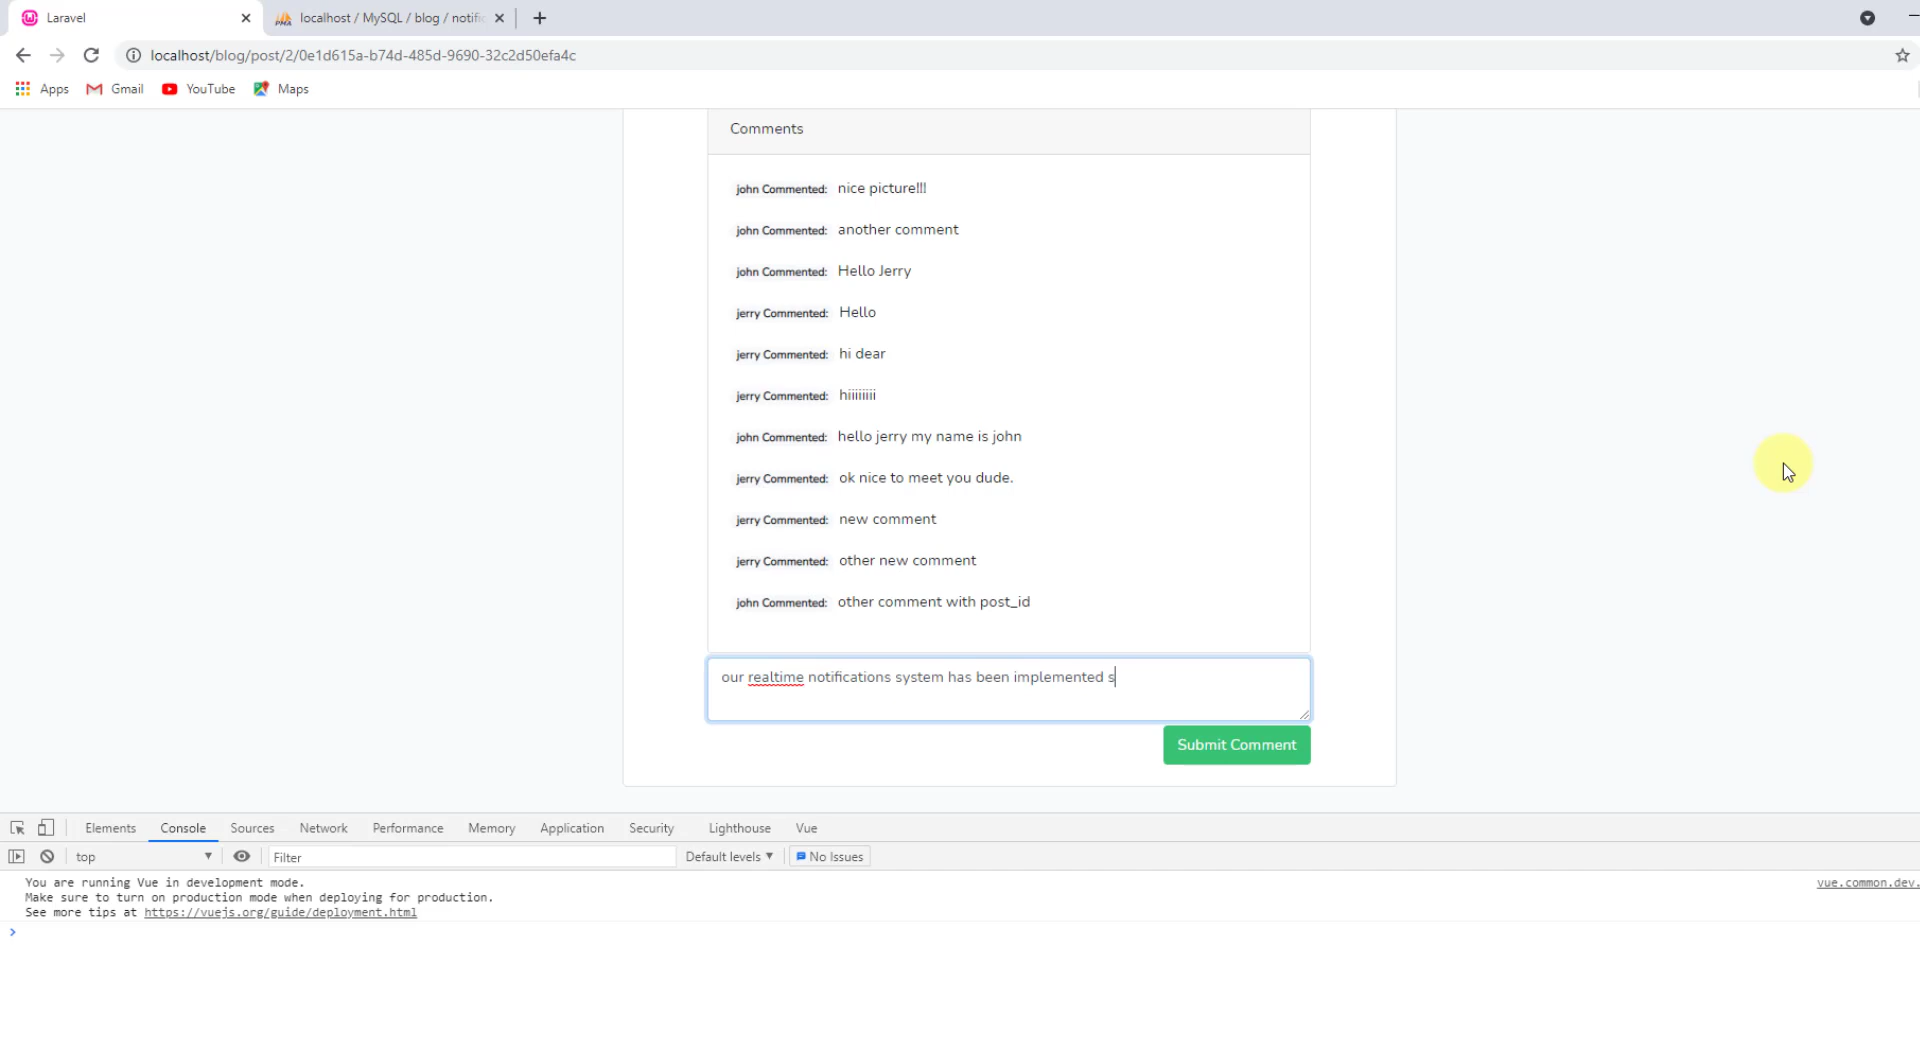 Laravel
localhost / MySQL / blog / notific
PMA
localhost/blog/post/2/0e1d615a-b74d-485d-9690-32c2d50efa4c
Apps Gmail YouTube Maps
Comments
john Commented: nice picture!!!
john Commented: another comment
john Commented: Hello Jerry
jerry Commented: Hello
jerry Commented: hi dear
jerry Commented: hiiiiiiiii
john Commented: hello jerry my name is john
jerry Commented: ok nice to meet you dude.
jerry Commented: new comment
jerry Commented: other new comment
john Commented: other comment with post_id
our realtime notifications system has been implemented s
Submit Comment
Elements Console Sources Network Performance Memory Application Security Lighthouse Vue
top Filter Default levels No Issues
You are running Vue in development mode. vue.common.dev.
Make sure to turn on production mode when deploying for production.
See more tips at https://vuejs.org/guide/deployment.html